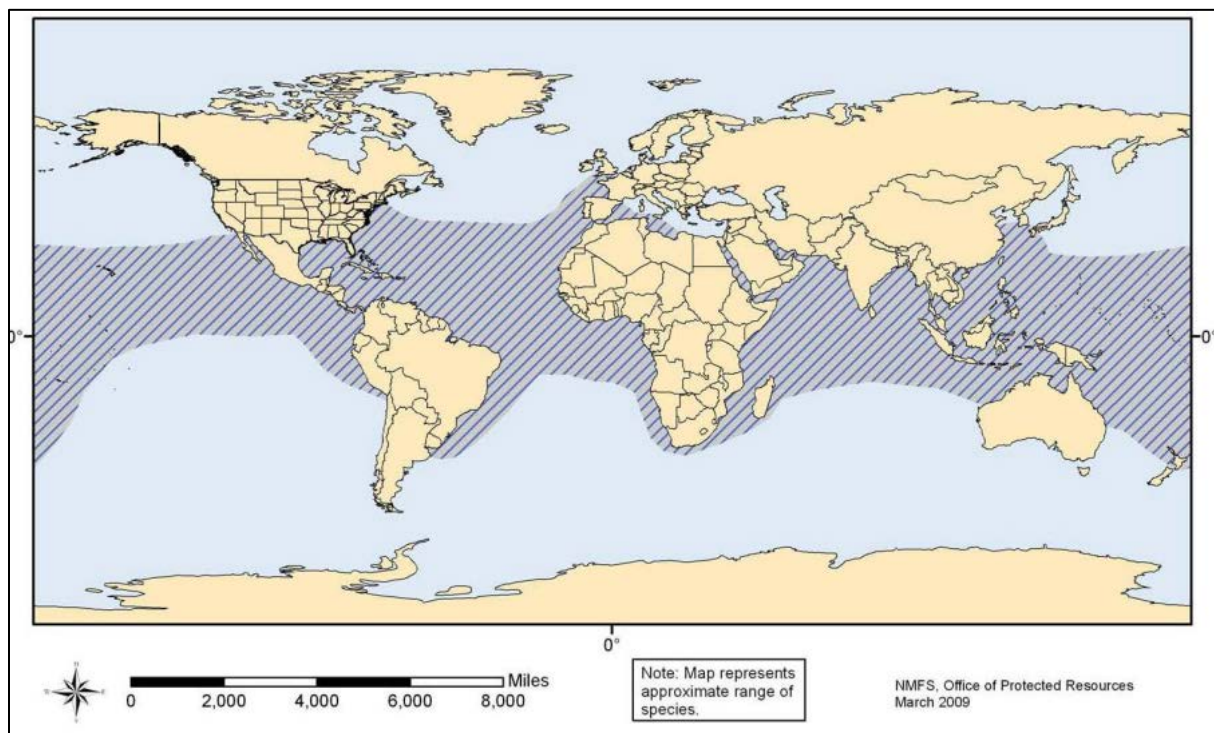 0°
0°
0°
Miles
0 2,000 4,000 6,000 8,000
Note: Map represents
approximate range of
species.
NMFS, Office of Protected Resources
March 2009